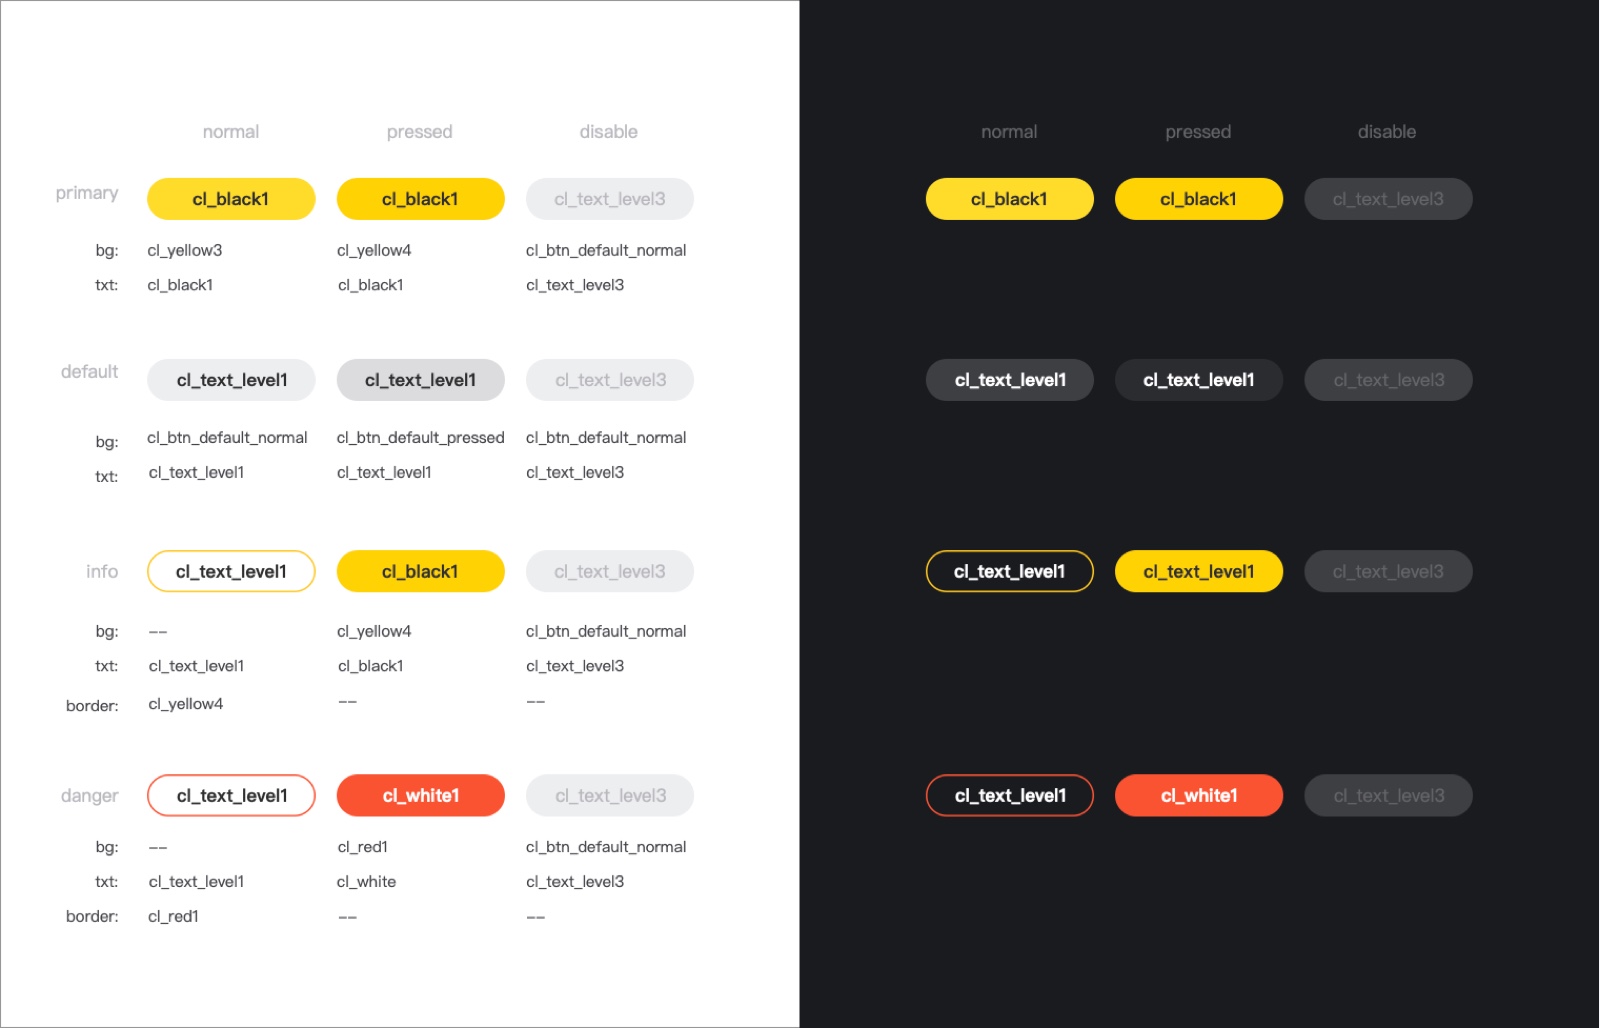 normal pressed disable
primary cl_black1 cl_black1 cl_text_level3
bg: cl_yellow3 cl_yellow4 cl_btn_default_normal
txt: cl_black1 cl_black1 cl_text_level3
default cl_text_level1 cl_text_level1 cl_text_level3
bg: cl_btn_default_normal cl_btn_default_pressed cl_btn_default_normal
txt: cl_text_level1 cl_text_level1 cl_text_level3
info cl_text_level1 cl_black1 cl_text_level3
bg: -- cl_yellow4 cl_btn_default_normal
txt: cl_text_level1 cl_black1 cl_text_level3
border: cl_yellow4 -- --
danger cl_text_level1 cl_white1 cl_text_level3
bg: -- cl_red1 cl_btn_default_normal
txt: cl_text_level1 cl_white cl_text_level3
border: cl_red1 -- --
normal pressed disable
cl_black1 cl_black1 cl_text_level3
cl_text_level1 cl_text_level1 cl_text_level3
cl_text_level1 cl_text_level1 cl_text_level3
cl_text_level1 cl_white1 cl_text_level3